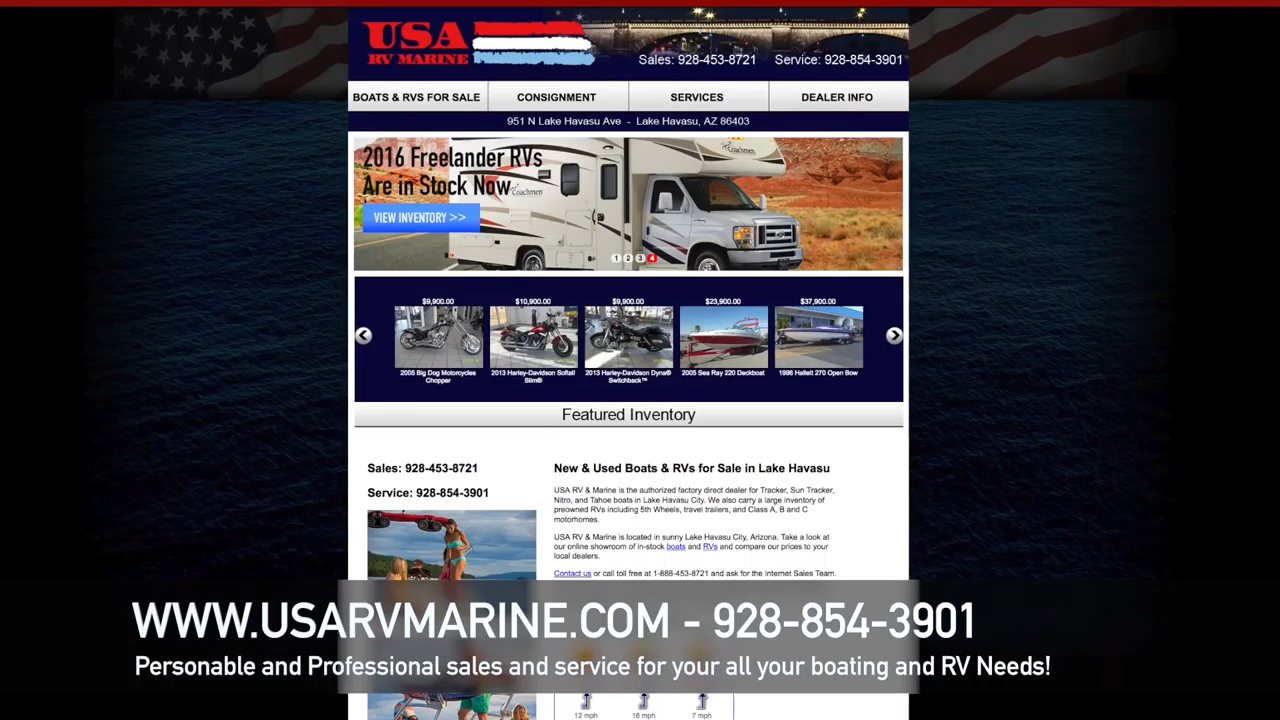 USA
RV MARINE
Sales: 928-453-8721 Service: 928-854-3901
BOATS & RVS FOR SALE CONSIGNMENT SERVICES DEALER INFO
951 N Lake Havasu Ave - Lake Havasu, AZ 86403
2016 Freelander RVs
Are in Stock Now
VIEW INVENTORY >>
Coachmen
Coachmen
1 2 3 4
$9,900.00 $10,900.00 $9,900.00 $23,900.00 $37,900.00
2005 Big Dog Motorcycles Chopper
2013 Harley-Davidson Softail Slim®
2013 Harley-Davidson Dyna® Switchback™
2005 Sea Ray 220 Deckboat
1996 Hallett 270 Open Bow
Featured Inventory
Sales: 928-453-8721
Service: 928-854-3901
New & Used Boats & RVs for Sale in Lake Havasu
USA RV & Marine is the authorized factory direct dealer for Tracker, Sun Tracker,
Nitro, and Tahoe boats in Lake Havasu City. We also carry a large inventory of
preowned RVs including 5th Wheels, travel trailers, and Class A, B and C
motorhomes.
USA RV & Marine is located in sunny Lake Havasu City, Arizona. Take a look at
our online showroom of in-stock boats and RVs and compare our prices to your
local dealers.
Contact us or call toll free at 1-888-453-8721 and ask for the Internet Sales Team.
WWW.USARVMARINE.COM - 928-854-3901
Personable and Professional sales and service for your all your boating and RV Needs!
12 mph 16 mph 7 mph